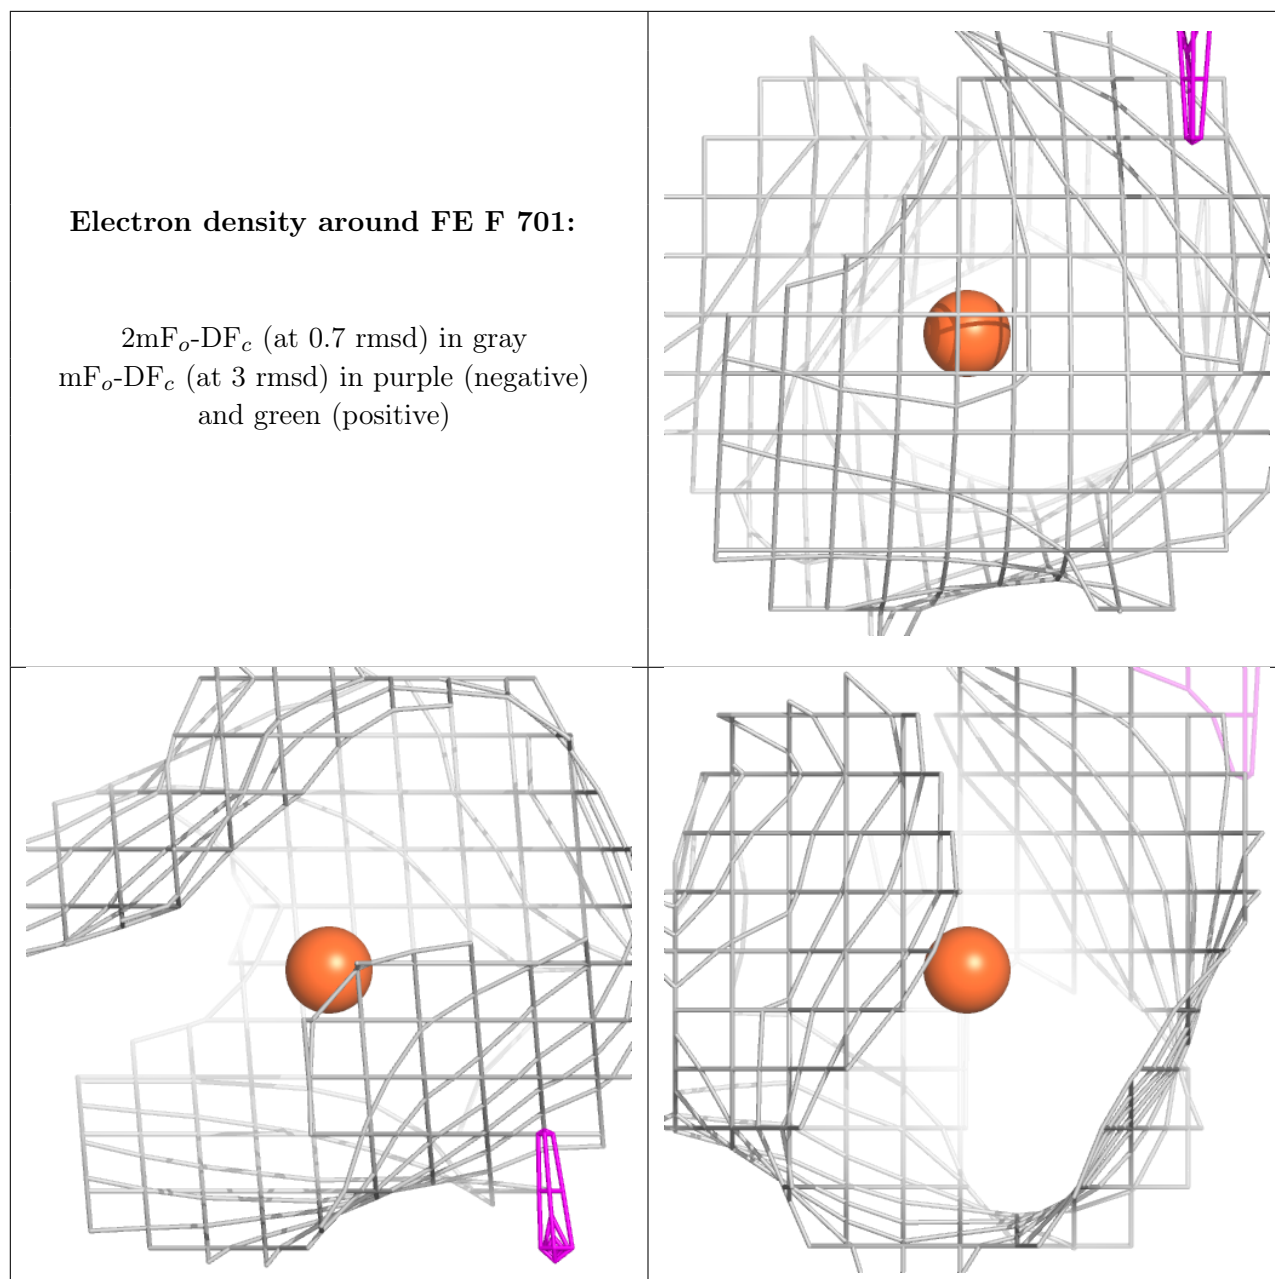 Electron density around FE F 701:
2mFo-DFc (at 0.7 rmsd) in gray
mFo-DFc (at 3 rmsd) in purple (negative)
and green (positive)